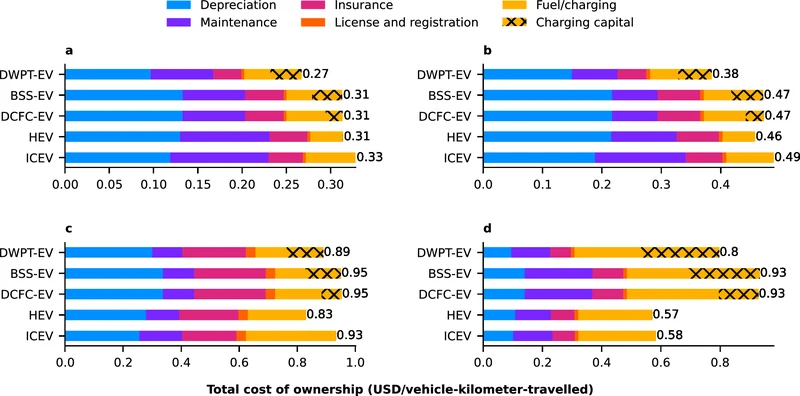 Depreciation Insurance Fuel/charging
Maintenance License and registration Charging capital
a
DWPT-EV 0.27
BSS-EV 0.31
DCFC-EV 0.31
HEV 0.31
ICEV 0.33
0.00 0.05 0.10 0.15 0.20 0.25 0.30
b
DWPT-EV 0.38
BSS-EV 0.47
DCFC-EV 0.47
HEV 0.46
ICEV 0.49
0.0 0.1 0.2 0.3 0.4
c
DWPT-EV 0.89
BSS-EV 0.95
DCFC-EV 0.95
HEV 0.83
ICEV 0.93
0.0 0.2 0.4 0.6 0.8 1.0
d
DWPT-EV 0.8
BSS-EV 0.93
DCFC-EV 0.93
HEV 0.57
ICEV 0.58
0.0 0.2 0.4 0.6 0.8
Total cost of ownership (USD/vehicle-kilometer-travelled)